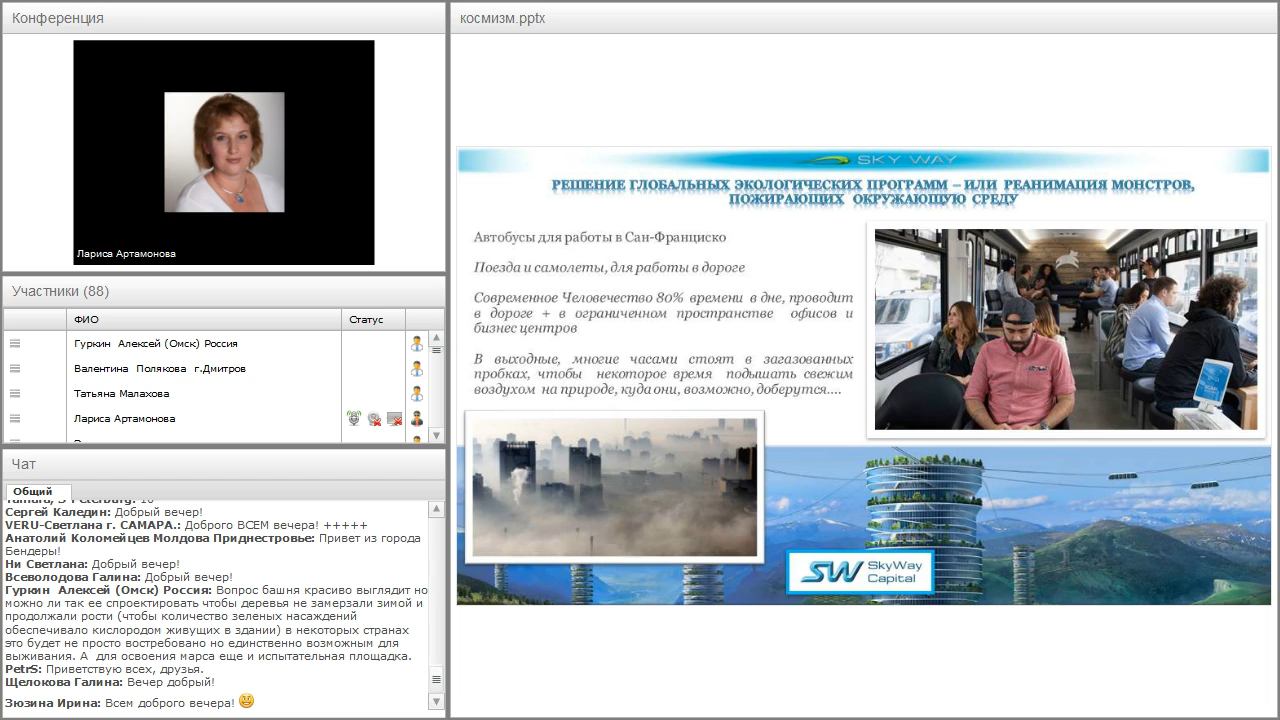 Конференция
Лариса Артамонова
Участники (88)
ФИО
Статус
Гуркин Алексей (Омск) Россия
Валентина Полякова г.Дмитров
Татьяна Малахова
Лариса Артамонова
Чат
Общий
Сергей Каледин: Добрый вечер!
VERU-Светлана г. САМАРА.: Доброго ВСЕМ вечера! +++++
Анатолий Коломейцев Молдова Приднестровье: Привет из города
Бендеры!
Ни Светлана: Добрый вечер!
Всеволодова Галина: Добрый вечер!
Гуркин Алексей (Омск) Россия: Вопрос башня красиво выглядит но
можно ли так ее спроектировать чтобы деревья не замерзали зимой и
продолжали рости (чтобы количество зеленых насаждений
обеспечивало кислородом живущих в здании) в некоторых странах
это будет не просто востребовано но единственно возможным для
выживания. А для освоения марса еще и испытательная площадка.
PetrS: Приветствую всех, друзья.
Щелокова Галина: Вечер добрый!
Зюзина Ирина: Всем доброго вечера!
космизм.pptx
SKY WAY
РЕШЕНИЕ ГЛОБАЛЬНЫХ ЭКОЛОГИЧЕСКИХ ПРОГРАММ – ИЛИ РЕАНИМАЦИЯ МОНСТРОВ,
ПОЖИРАЮЩИХ ОКРУЖАЮЩУЮ СРЕДУ
Автобусы для работы в Сан-Франциско
Поезда и самолеты, для работы в дороге
Современное Человечество 80% времени в дне, проводит
в дороге + в ограниченном пространстве офисов и
бизнес центров
В выходные, многие часами стоят в загазованных
пробках, чтобы некоторое время подышать свежим
воздухом на природе, куда они, возможно, доберутся....
SW SkyWay
Capital